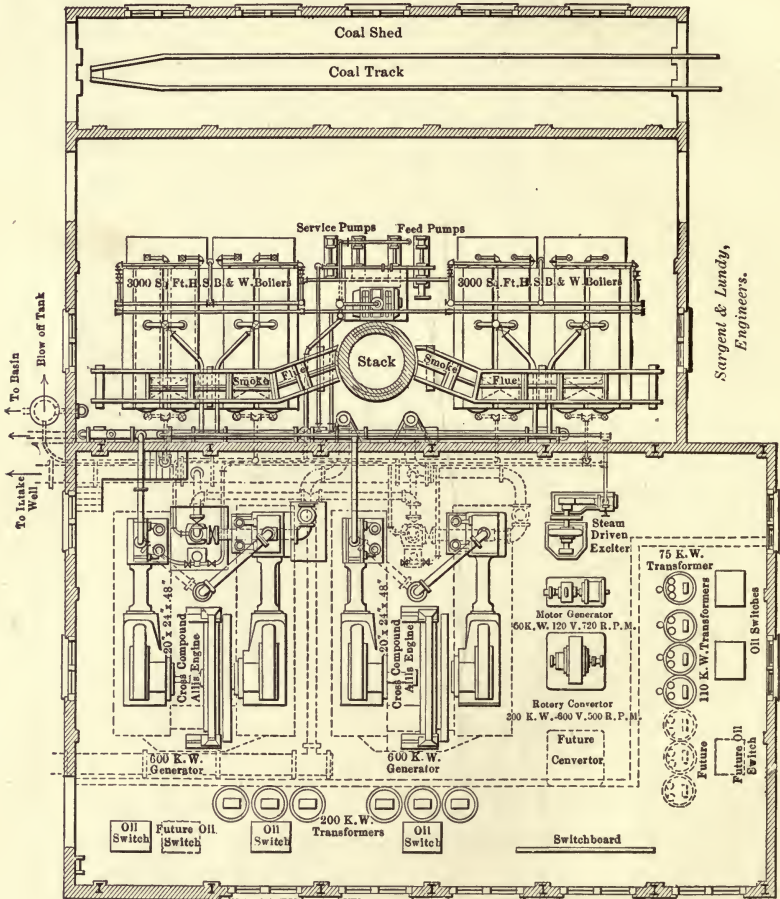 Coal Shed
Coal Track
Service Pumps
Feed Pumps
3000 Sq. Ft. H. S. B. & W. Boilers
3000 Sq. Ft. H. S. B. & W. Boilers
Sargent & Lundy,
Engineers.
To Basin
Blow off Tank
Smoke
Flue
Stack
Smoke
Flue
To Intake
Well
20"x 24"x 48"
Cross Compound
Allis Engine
20"x 24"x 48"
Cross Compound
Allis Engine
Steam
Driven
Exciter
75 K.W.
Transformer
Motor Generator
50 K.W. 120 V. 720 R.P.M.
110 K.W. Transformers
Oil Switches
Rotery Convertor
300 K.W.-600 V. 500 R.P.M.
600 K.W.
Generator
600 K.W.
Generator
Future
Convertor
Future
Future Oil
Switch
200 K.W.
Transformers
Oil
Switch
Future Oil
Switch
Oil
Switch
Oil
Switch
Switchboard